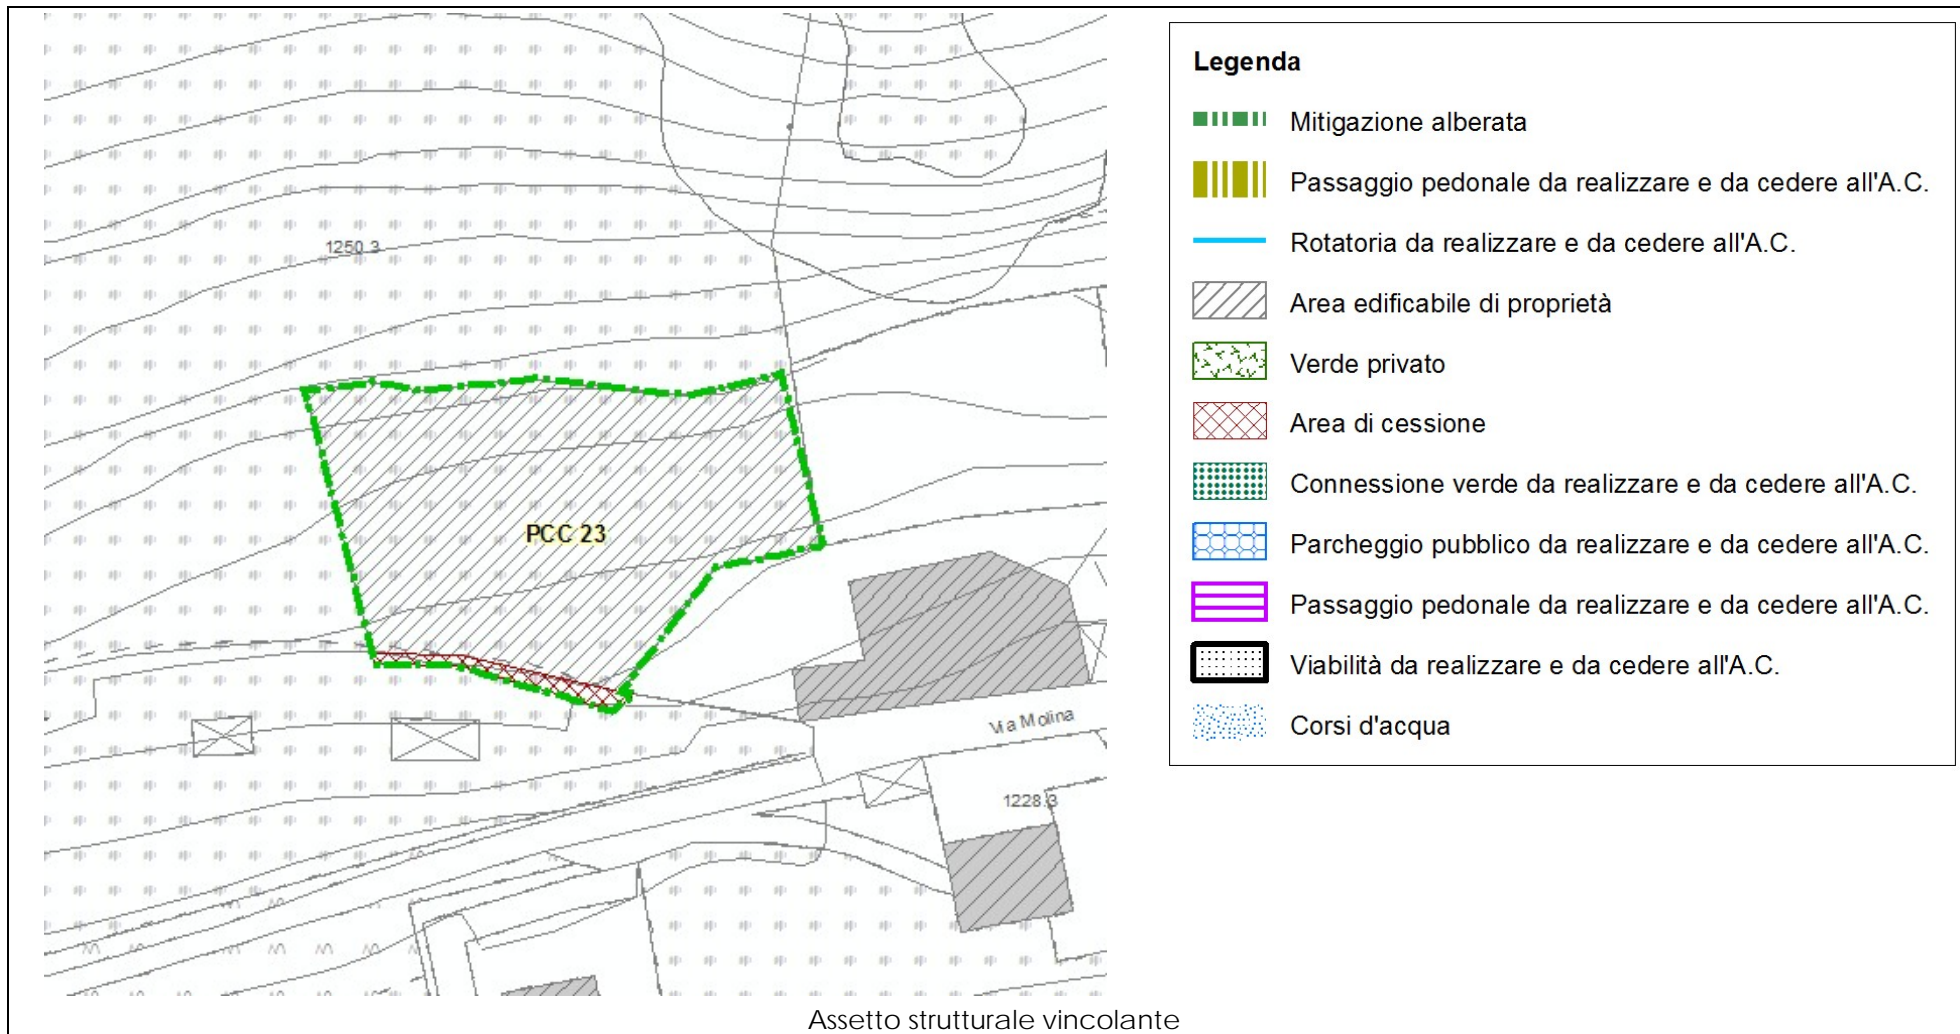 1250.3
PCC 23
Via Molina
1228.3
Legenda
Mitigazione alberata
Passaggio pedonale da realizzare e da cedere all'A.C.
Rotatoria da realizzare e da cedere all'A.C.
Area edificabile di proprietà
Verde privato
Area di cessione
Connessione verde da realizzare e da cedere all'A.C.
Parcheggio pubblico da realizzare e da cedere all'A.C.
Passaggio pedonale da realizzare e da cedere all'A.C.
Viabilità da realizzare e da cedere all'A.C.
Corsi d'acqua
Assetto strutturale vincolante